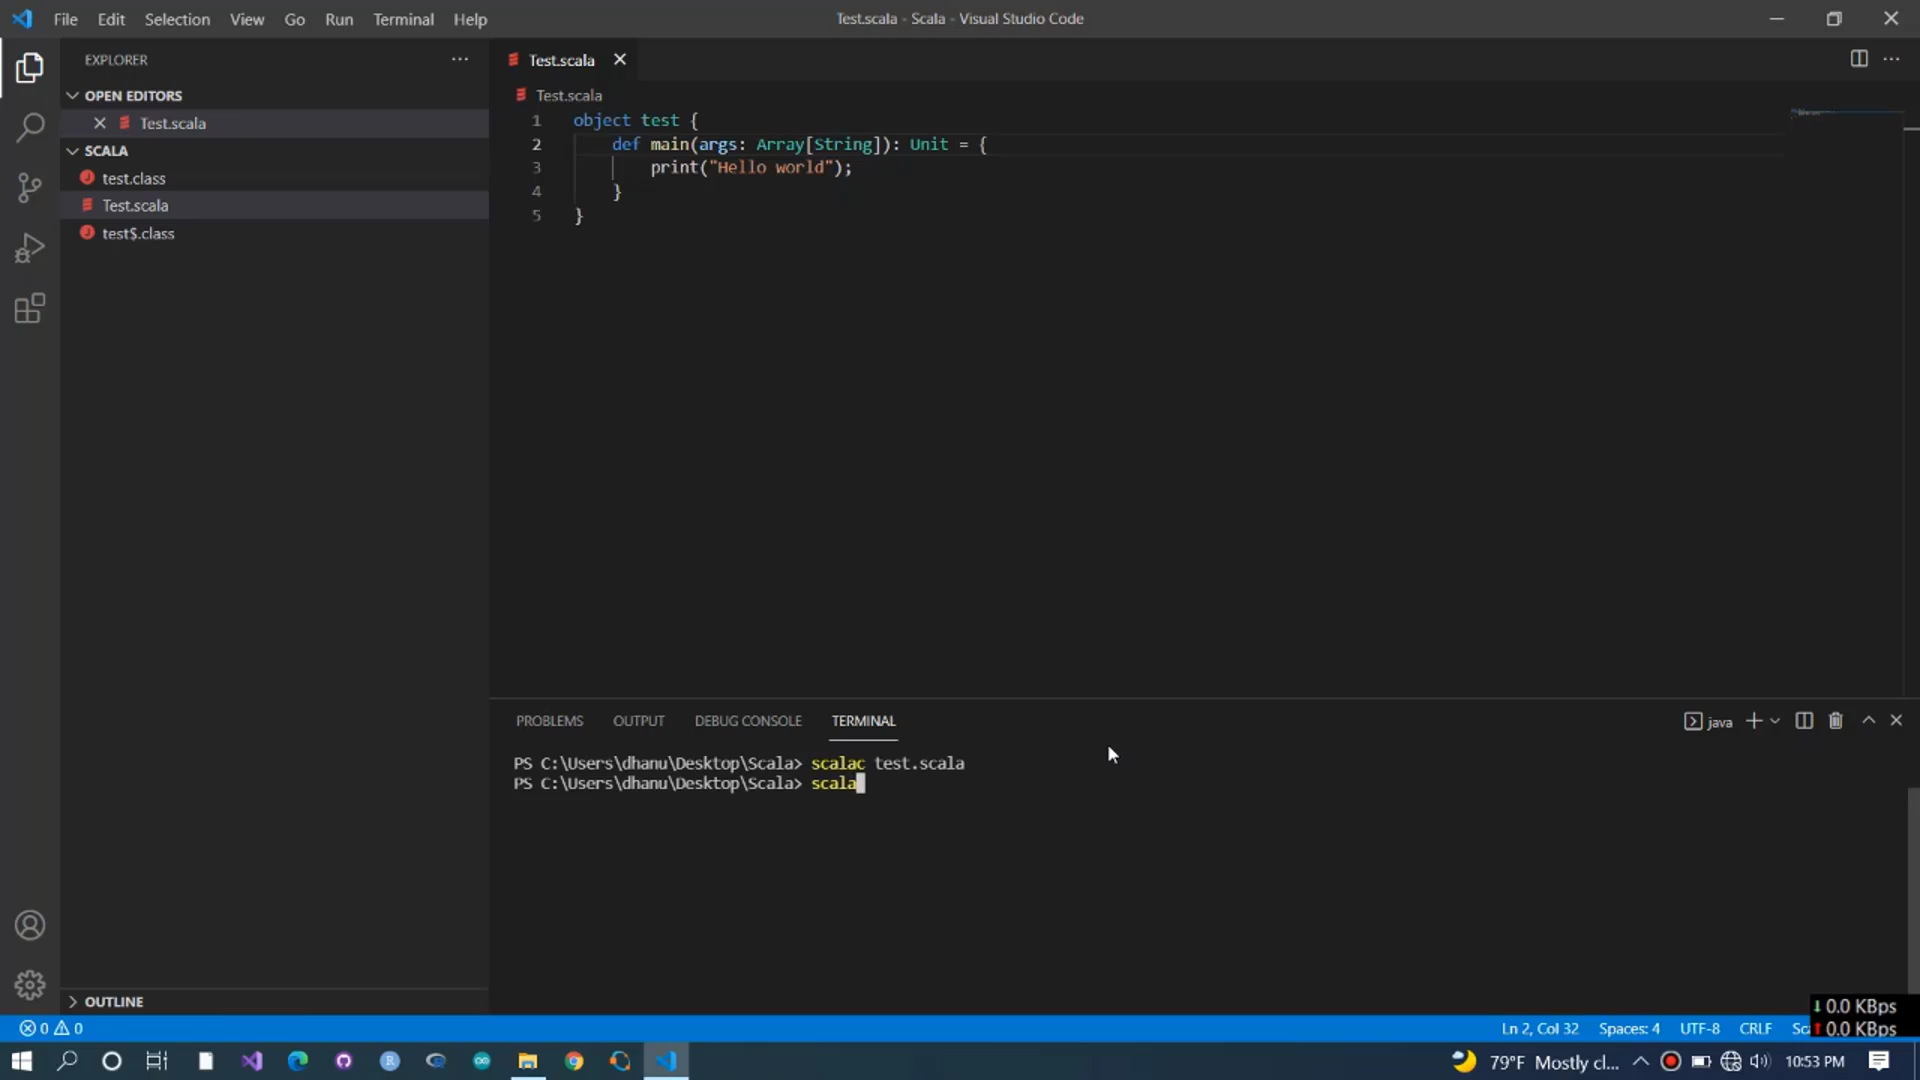 File Edit Selection View Go Run Terminal Help
Test.scala - Scala - Visual Studio Code
EXPLORER
OPEN EDITORS
Test.scala
SCALA
test.class
Test.scala
test$.class
OUTLINE
Test.scala
Test.scala
1 object test {
2 def main(args: Array[String]): Unit = {
3 print("Hello world");
4 }
5 }
PROBLEMS OUTPUT DEBUG CONSOLE TERMINAL
java
PS C:\Users\dhanu\Desktop\Scala> scalac test.scala
PS C:\Users\dhanu\Desktop\Scala> scala
0.0 KBps
0.0 KBps
0 0
Ln 2, Col 32 Spaces: 4 UTF-8 CRLF Sca
79°F Mostly cl... 10:53 PM